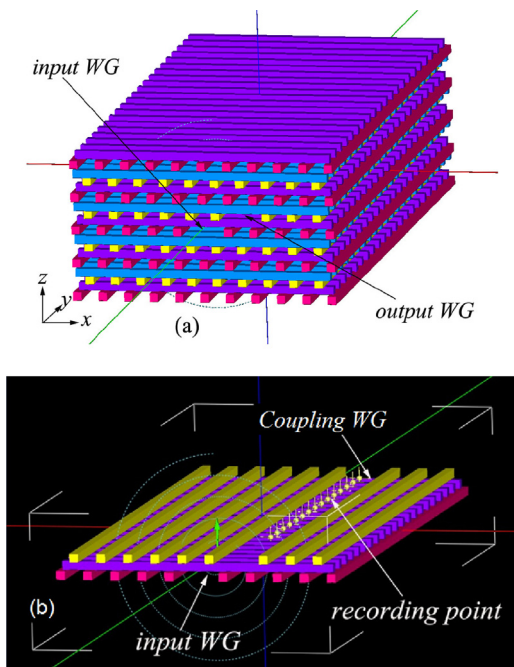 input WG
z
y
x
(a)
output WG
Coupling WG
(b)
input WG
recording point